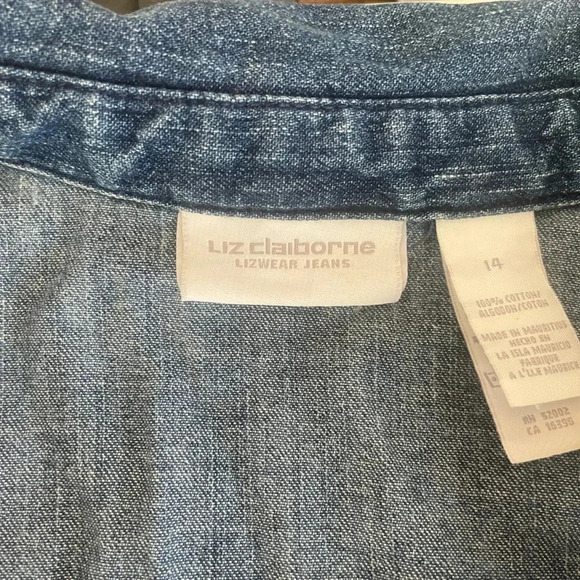 Liz claiborne
LIZWEAR JEANS
14
100% COTTON/
ALGODON/COTON
MADE IN MAURITIUS
HECHO EN
LA ISLA MAURICIO
FABRIQUE
A L'ILE MAURICE
RN 52002
CA 16396